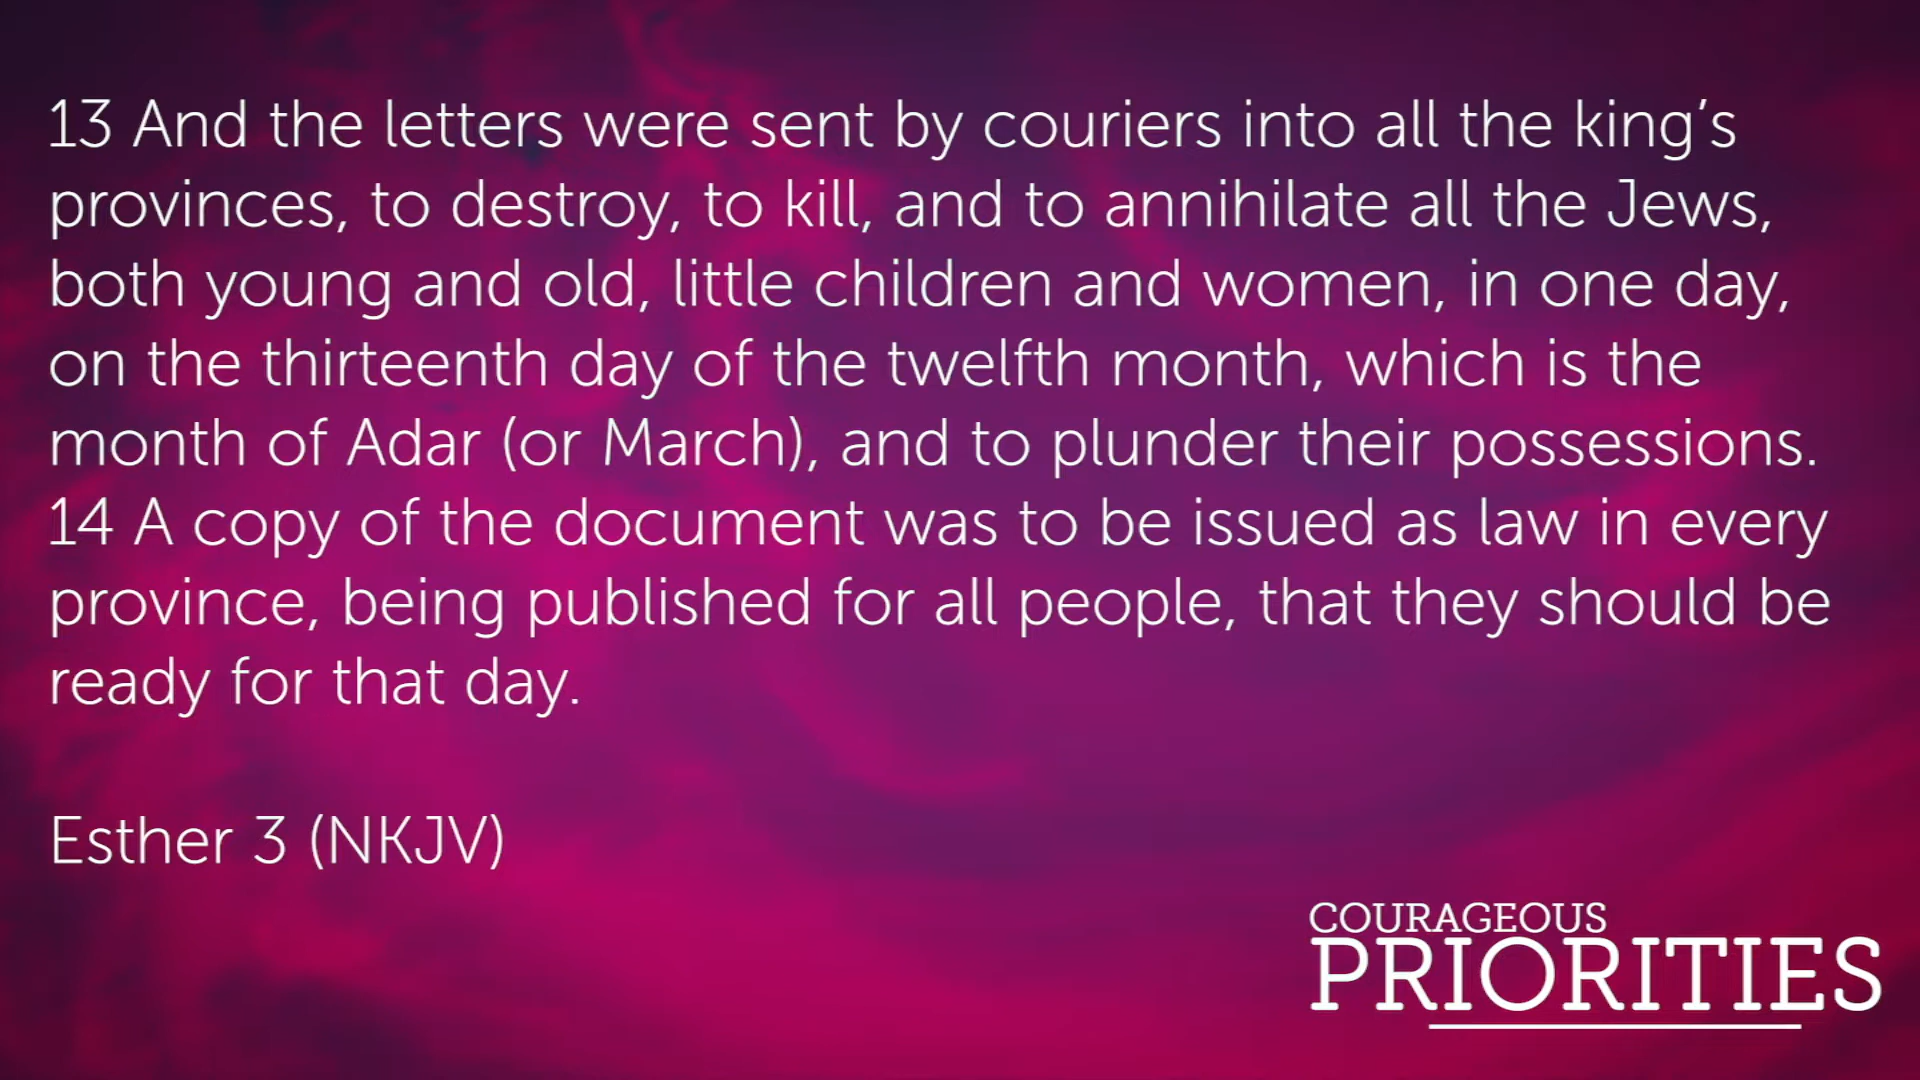 13 And the letters were sent by couriers into all the king’s
provinces, to destroy, to kill, and to annihilate all the Jews,
both young and old, little children and women, in one day,
on the thirteenth day of the twelfth month, which is the
month of Adar (or March), and to plunder their possessions.
14 A copy of the document was to be issued as law in every
province, being published for all people, that they should be
ready for that day.
Esther 3 (NKJV)
COURAGEOUS
PRIORITIES